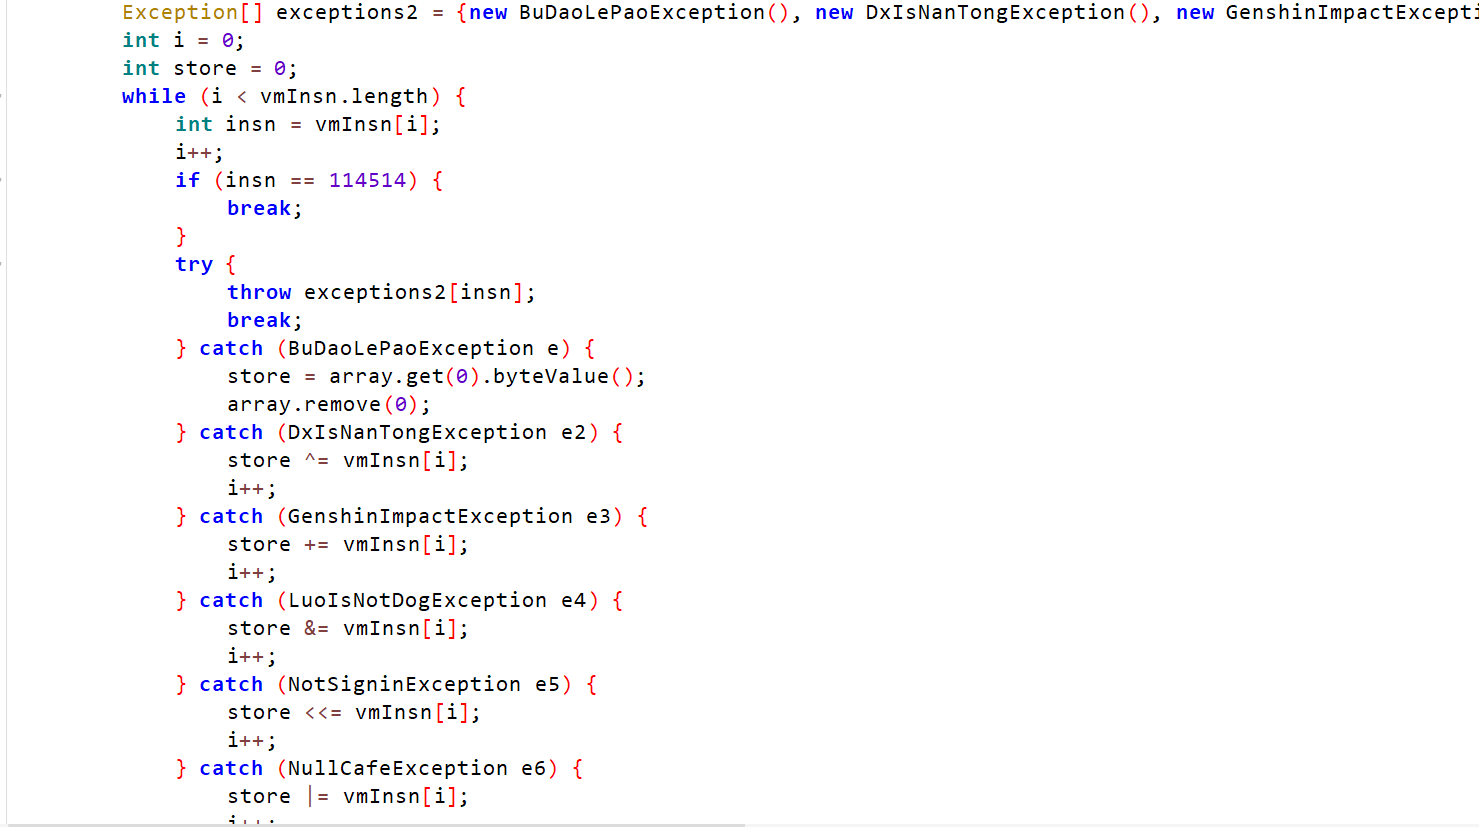 Exception[] exceptions2 = {new BuDaoLePaoException(), new DxIsNanTongException(), new GenshinImpactExcepti
int i = 0;
int store = 0;
while (i < vmInsn.length) {
int insn = vmInsn[i];
i++;
if (insn == 114514) {
break;
}
try {
throw exceptions2[insn];
break;
} catch (BuDaoLePaoException e) {
store = array.get(0).byteValue();
array.remove(0);
} catch (DxIsNanTongException e2) {
store ^= vmInsn[i];
i++;
} catch (GenshinImpactException e3) {
store += vmInsn[i];
i++;
} catch (LuoIsNotDogException e4) {
store &= vmInsn[i];
i++;
} catch (NotSigninException e5) {
store <<= vmInsn[i];
i++;
} catch (NullCafeException e6) {
store |= vmInsn[i];
i++;